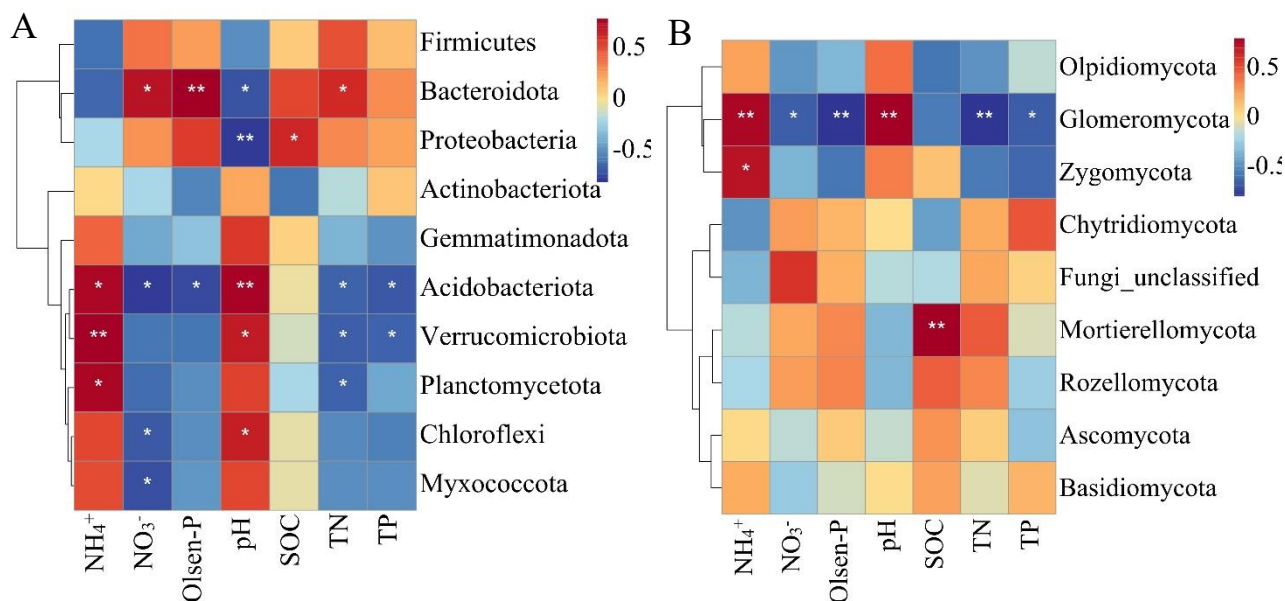 A
Firmicutes
Bacteroidota
* ** * *
Proteobacteria
** *
Actinobacteriota
Gemmatimonadota
Acidobacteriota
* * * ** * *
Verrucomicrobiota
** * * *
Planctomycetota
* *
Chloroflexi
* *
Myxococcota
*
0.5
0
-0.5
NH₄⁺
NO₃⁻
Olsen-P
pH
SOC
TN
TP
B
Olpidiomycota
Glomeromycota
** * ** ** ** *
Zygomycota
*
Chytridiomycota
Fungi_unclassified
Mortierellomycota
**
Rozellomycota
Ascomycota
Basidiomycota
0.5
0
-0.5
NH₄⁺
NO₃⁻
Olsen-P
pH
SOC
TN
TP